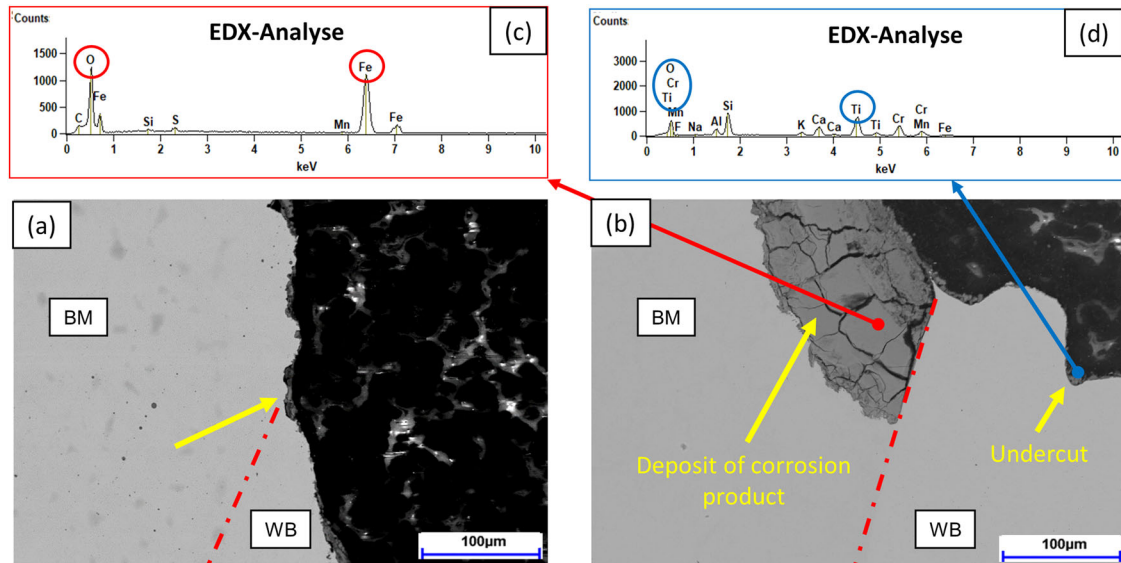 Counts
EDX-Analyse
(c)
1500
1000
500
0
O
Fe
C
Fe
Si
S
Mn
Fe
0 1 2 3 4 5 6 7 8 9 10
keV
Counts
EDX-Analyse
(d)
3000
2000
1000
0
O
Cr
Ti
Mn
F
Na
Al
Si
K
Ca
Ca
Ti
Ti
Cr
Cr
Mn
Fe
0 1 2 3 4 5 6 7 8 9 10
keV
(a)
BM
WB
100µm
(b)
BM
Deposit of corrosion
product
Undercut
WB
100µm